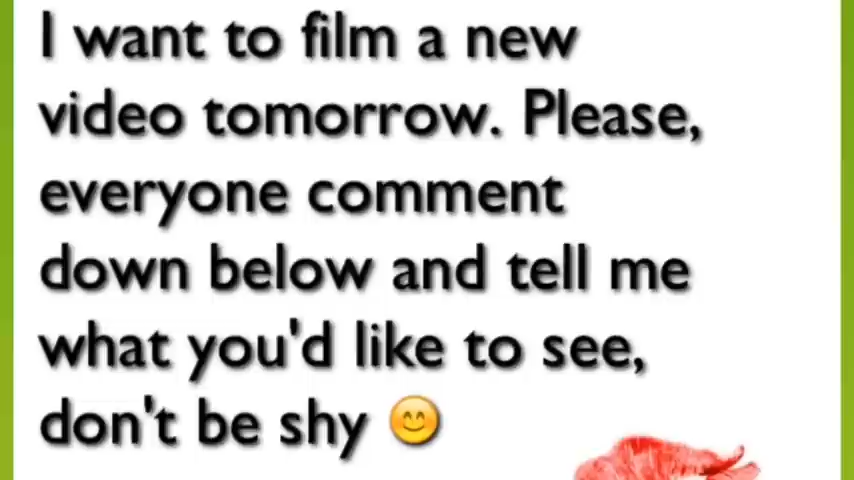 I want to film a new
video tomorrow. Please,
everyone comment
down below and tell me
what you'd like to see,
don't be shy 😊